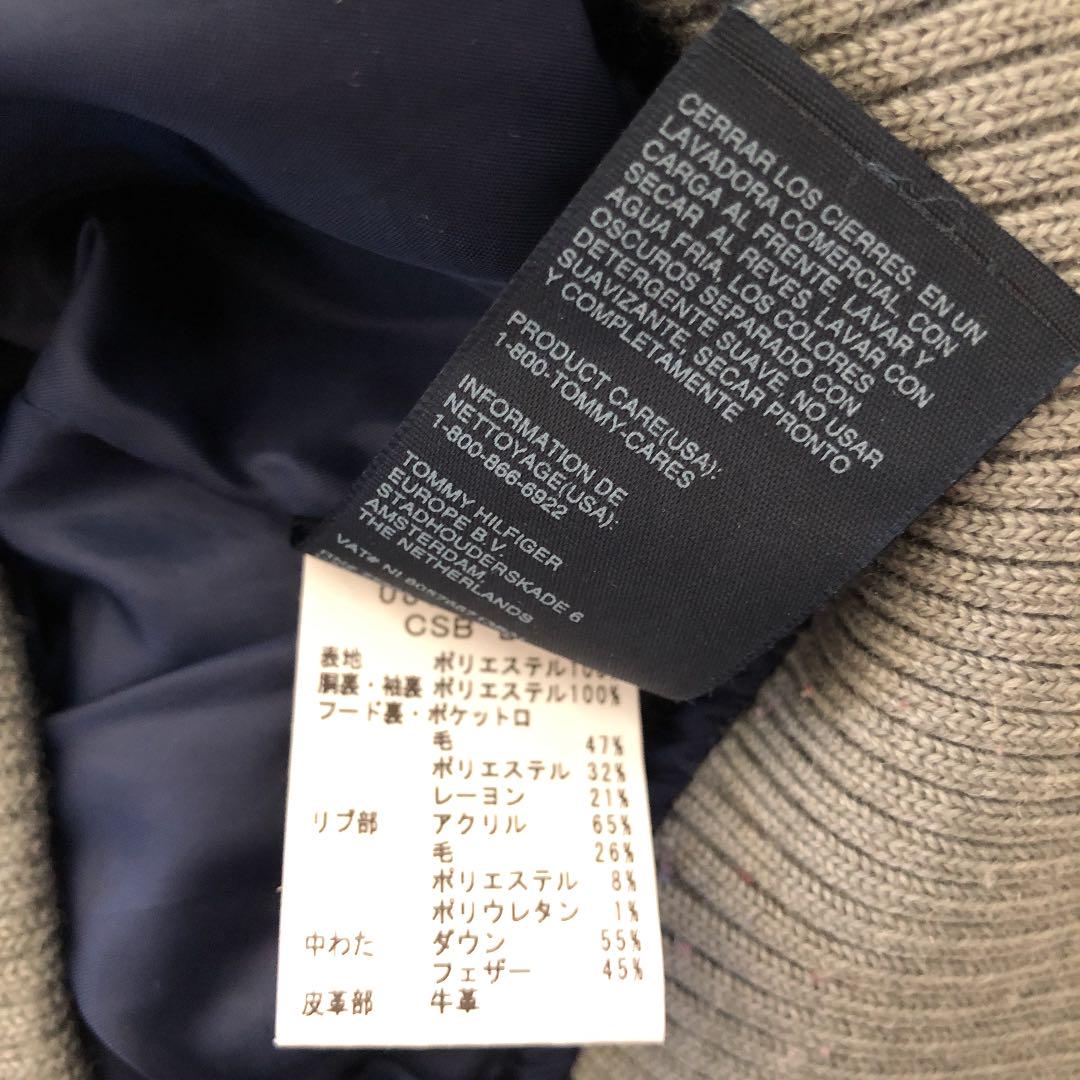 CERRAR LOS CIERRES, EN UN
LAVADORA COMERCIAL CON
CARGA AL FRENTE, LAVAR Y
SECAR AL REVES, LAVAR CON
AGUA FRIA, LOS COLORES
OSCUROS SEPARADO CON
DETERGENTE SUAVE, NO USAR
SUAVIZANTE, SECAR PRONTO
Y COMPLETAMENTE
PRODUCT CARE(USA):
1-800-TOMMY-CARES
INFORMATION DE
NETTOYAGE(USA):
1-800-866-6922
TOMMY HILFIGER
EUROPE B.V.
STADHOUDERSKADE 6
AMSTERDAM,
THE NETHERLANDS
VAT#
CSB
表地 ポリエステル
胴裏・袖裏 ポリエステル100%
フード裏・ポケット口
毛 47%
ポリエステル 32%
レーヨン 21%
リブ部 アクリル 65%
毛 26%
ポリエステル 8%
ポリウレタン 1%
中わた ダウン 55%
フェザー 45%
皮革部 牛革